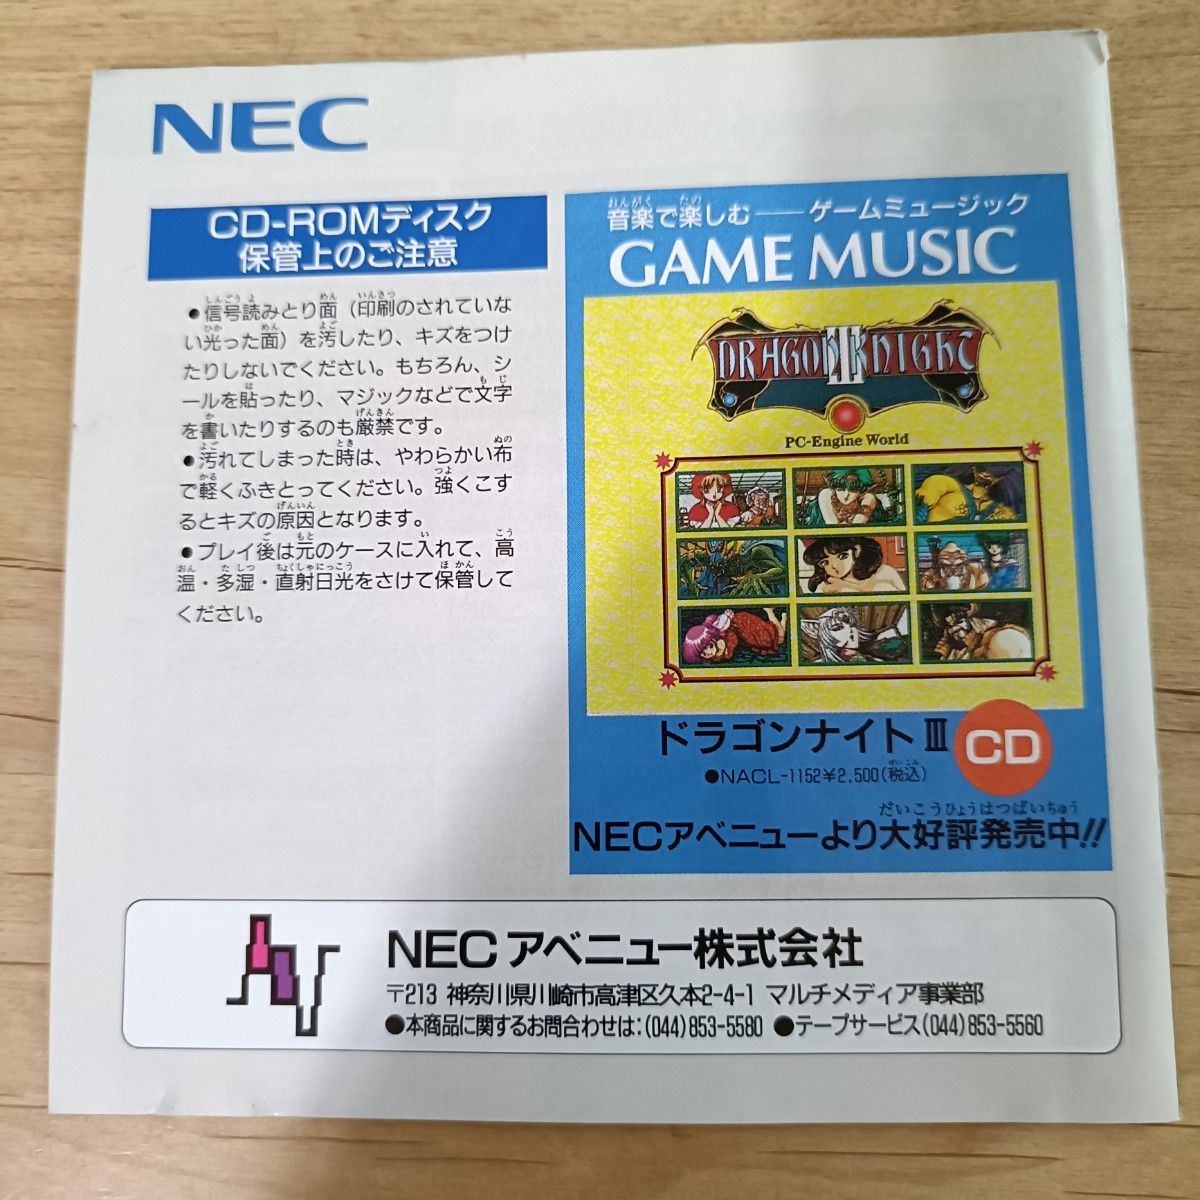 NEC
CD-ROMディスク
保管上のご注意
●信号読みとり面（印刷のされていな
い光った面）を汚したり、キズをつけ
たりしないでください。もちろん、シ
ールを貼ったり、マジックなどで文字
を書いたりするのも厳禁です。
●汚れてしまった時は、やわらかい布
で軽くふきとってください。強くこす
るとキズの原因となります。
●プレイ後は元のケースに入れて、高
温・多湿・直射日光をさけて保管して
ください。
音楽で楽しむ──ゲームミュージック
GAME MUSIC
DRAGON KNIGHT III
PC-Engine World
ドラゴンナイトⅢ CD
●NACL-1152¥2,500(税込)
NECアベニューより大好評発売中!!
NECアベニュー株式会社
〒213 神奈川県川崎市高津区久本2-4-1 マルチメディア事業部
●本商品に関するお問合わせは:(044)853-5580 ●テープサービス(044)853-5560